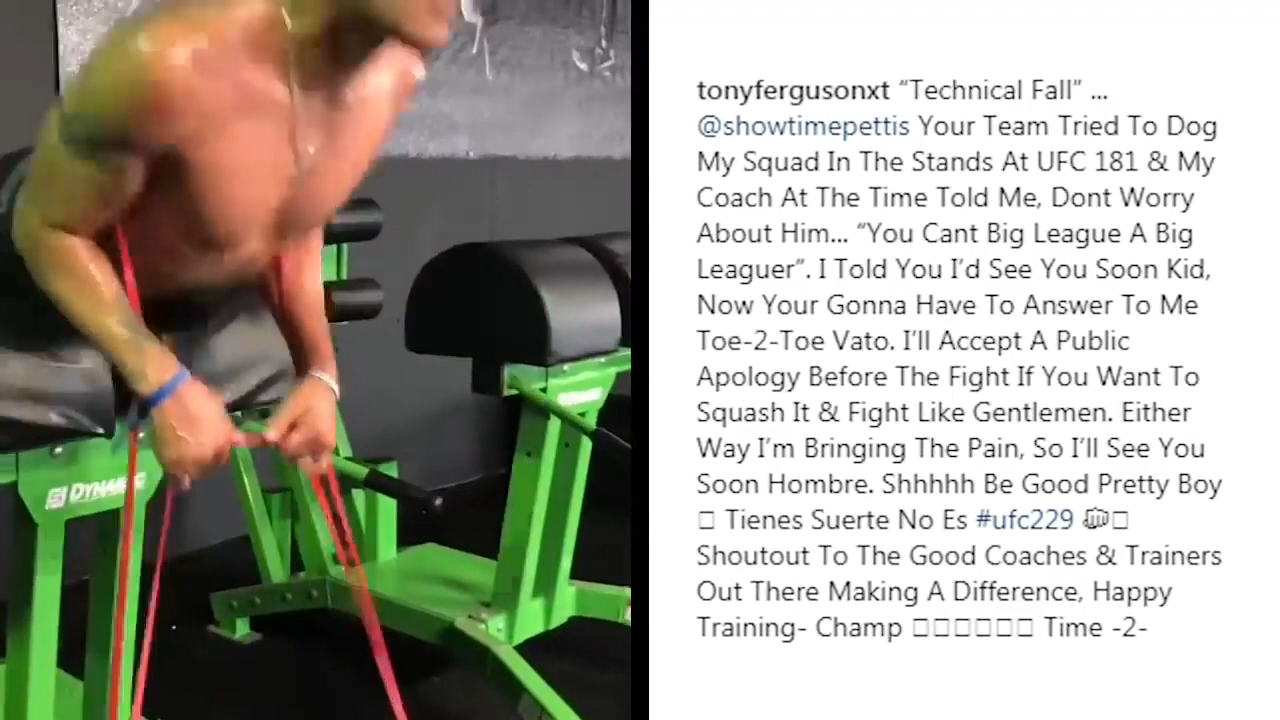 tonyfergusonxt “Technical Fall” ...
@showtimepettis Your Team Tried To Dog
My Squad In The Stands At UFC 181 & My
Coach At The Time Told Me, Dont Worry
About Him... “You Cant Big League A Big
Leaguer”. I Told You I’d See You Soon Kid,
Now Your Gonna Have To Answer To Me
Toe-2-Toe Vato. I’ll Accept A Public
Apology Before The Fight If You Want To
Squash It & Fight Like Gentlemen. Either
Way I’m Bringing The Pain, So I’ll See You
Soon Hombre. Shhhhh Be Good Pretty Boy
Tienes Suerte No Es #ufc229
Shoutout To The Good Coaches & Trainers
Out There Making A Difference, Happy
Training- Champ Time -2-